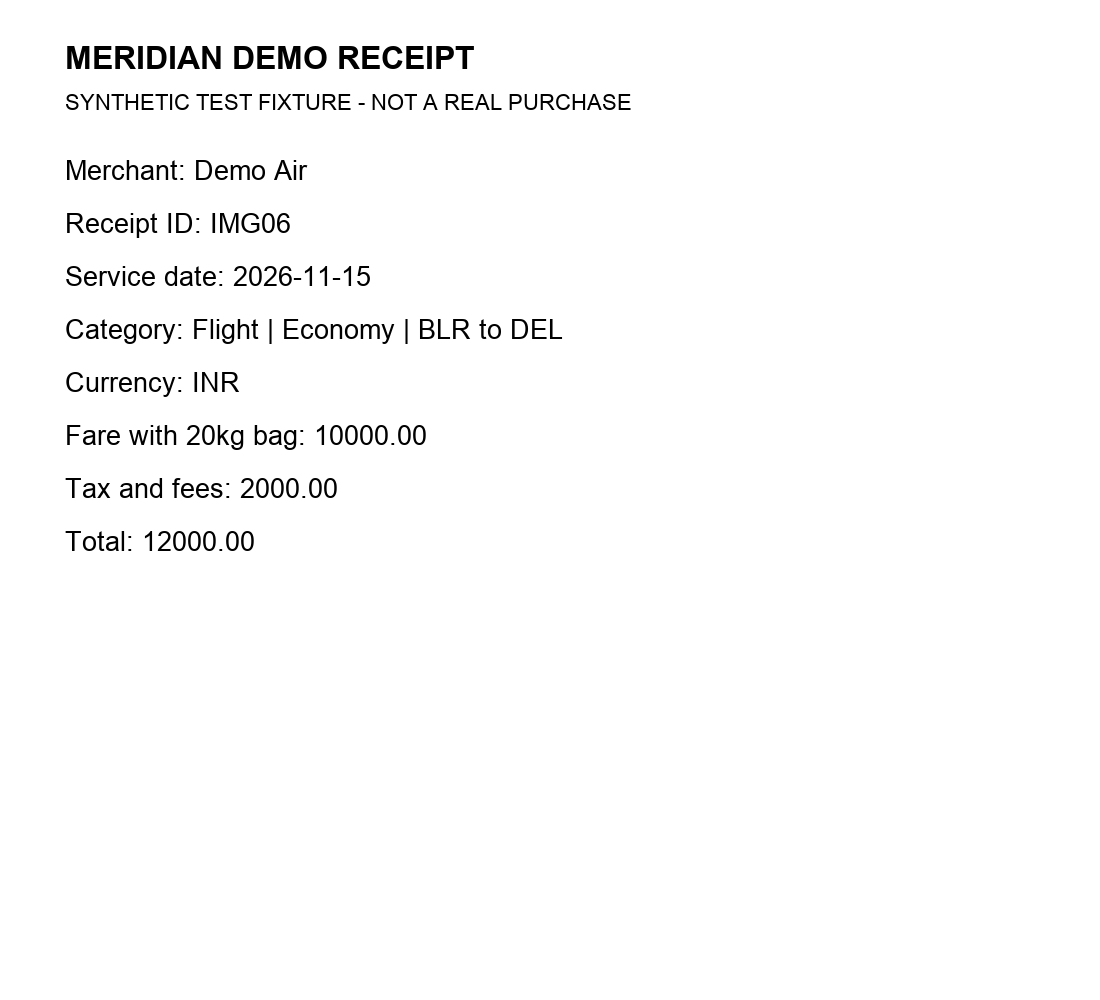 MERIDIAN DEMO RECEIPT
SYNTHETIC TEST FIXTURE - NOT A REAL PURCHASE
Merchant: Demo Air
Receipt ID: IMG06
Service date: 2026-11-15
Category: Flight | Economy | BLR to DEL
Currency: INR
Fare with 20kg bag: 10000.00
Tax and fees: 2000.00
Total: 12000.00